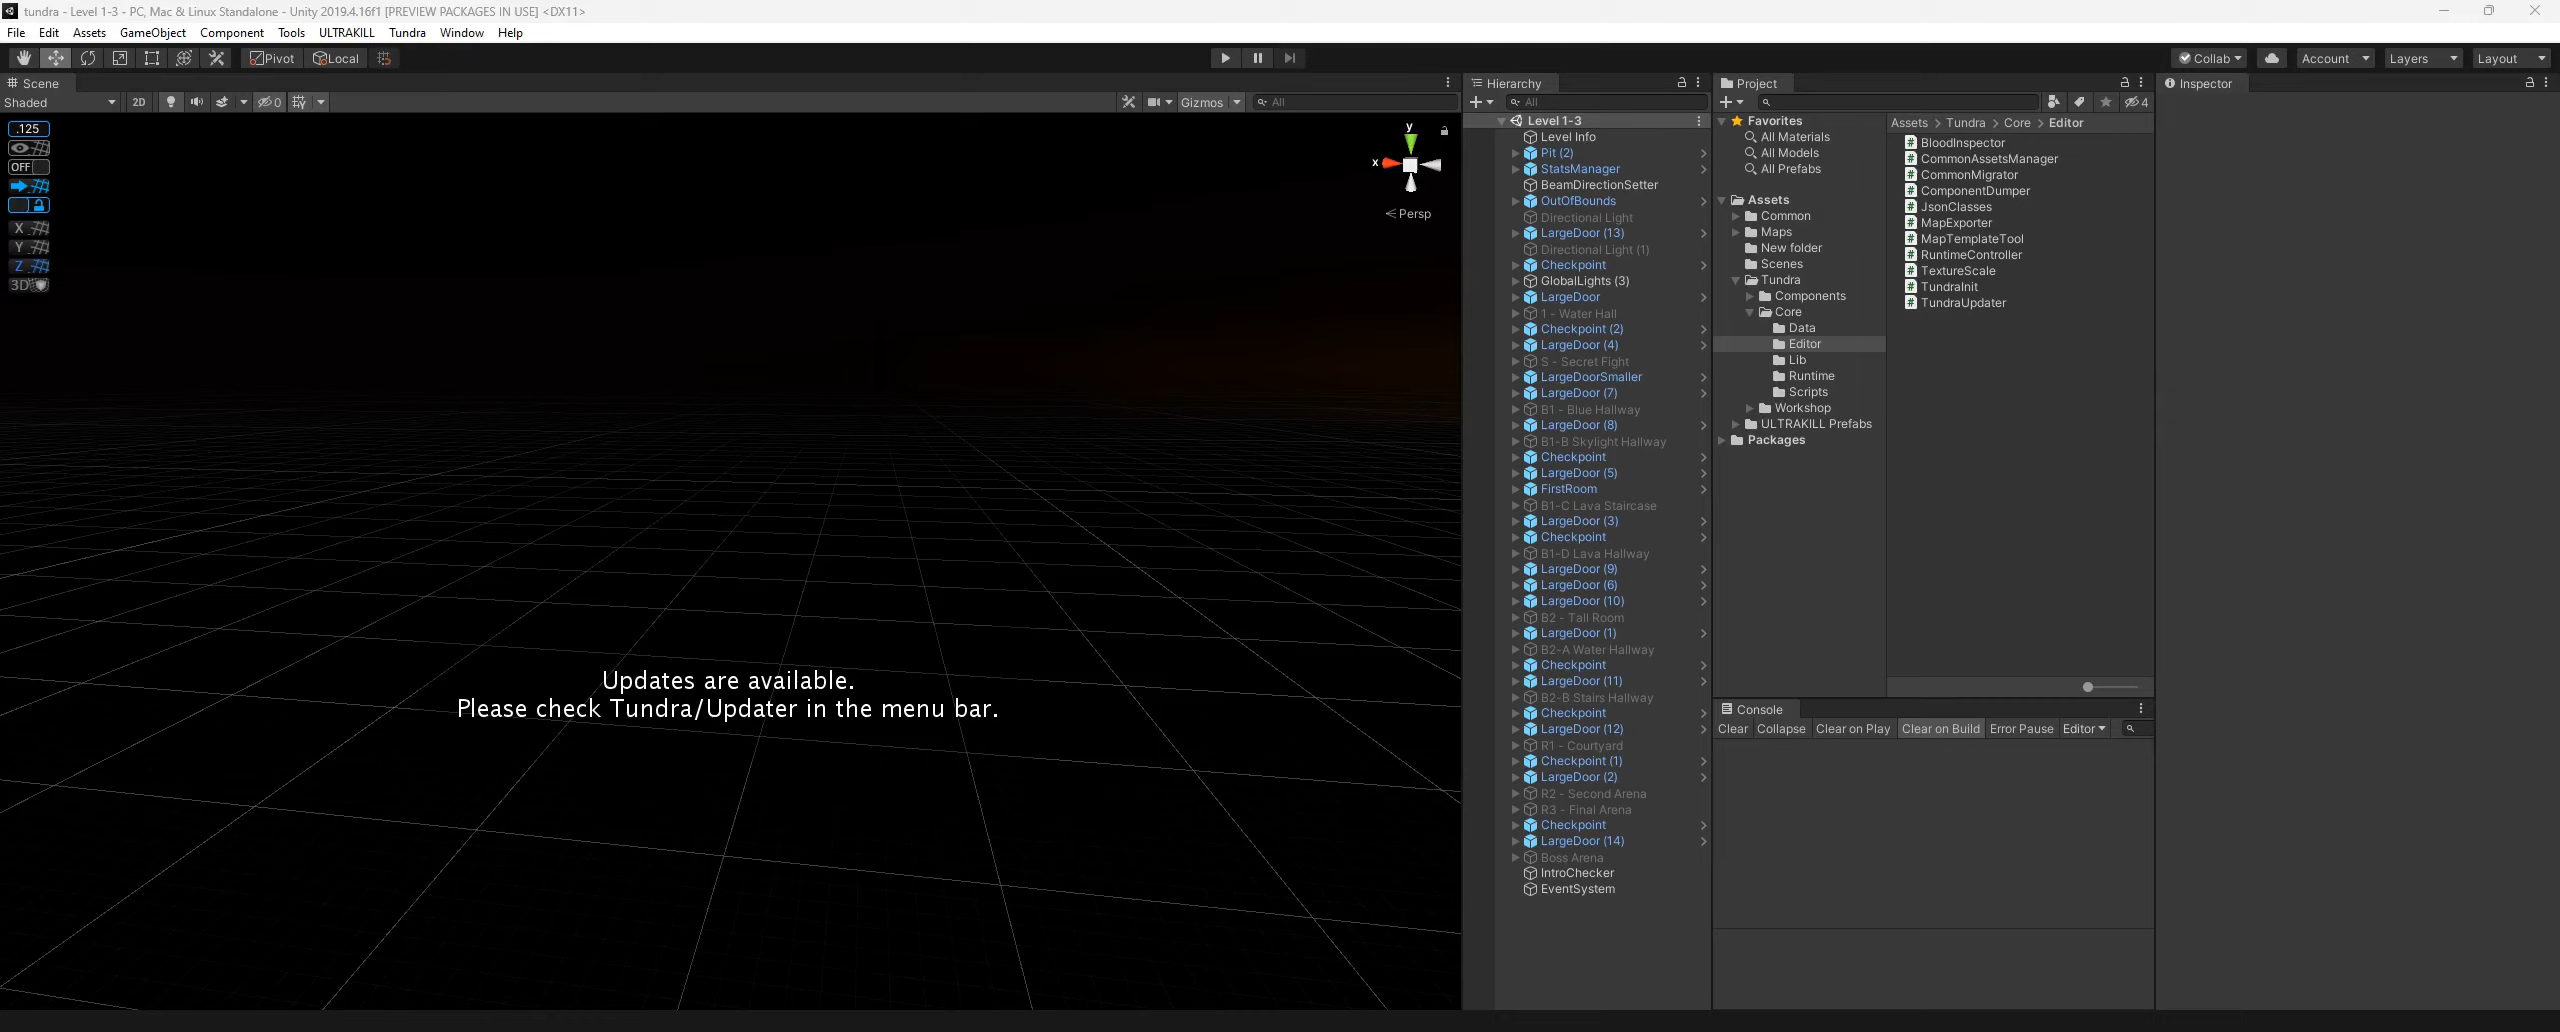 tundra - Level 1-3 - PC, Mac & Linux Standalone - Unity 2019.4.16f1 [PREVIEW PACKAGES IN USE] <DX11>
File Edit Assets GameObject Component Tools ULTRAKILL Tundra Window Help
Pivot Local
Collab Account Layers Layout
Scene
Shaded 2D 0 Gizmos All
.125
OFF
X
Y
Z
3D
y
x
Persp
Updates are available.
Please check Tundra/Updater in the menu bar.
Hierarchy
All
Level 1-3
Level Info
Pit (2)
StatsManager
BeamDirectionSetter
OutOfBounds
Directional Light
LargeDoor (13)
Directional Light (1)
Checkpoint
GlobalLights (3)
LargeDoor
1 - Water Hall
Checkpoint (2)
LargeDoor (4)
S - Secret Fight
LargeDoorSmaller
LargeDoor (7)
B1 - Blue Hallway
LargeDoor (8)
B1-B Skylight Hallway
Checkpoint
LargeDoor (5)
FirstRoom
B1-C Lava Staircase
LargeDoor (3)
Checkpoint
B1-D Lava Hallway
LargeDoor (9)
LargeDoor (6)
LargeDoor (10)
B2 - Tall Room
LargeDoor (1)
B2-A Water Hallway
Checkpoint
LargeDoor (11)
B2-B Stairs Hallway
Checkpoint
LargeDoor (12)
R1 - Courtyard
Checkpoint (1)
LargeDoor (2)
R2 - Second Arena
R3 - Final Arena
Checkpoint
LargeDoor (14)
Boss Arena
IntroChecker
EventSystem
Project
4
Favorites
All Materials
All Models
All Prefabs
Assets
Common
Maps
New folder
Scenes
Tundra
Components
Core
Data
Editor
Lib
Runtime
Scripts
Workshop
ULTRAKILL Prefabs
Packages
Assets > Tundra > Core > Editor
BloodInspector
CommonAssetsManager
CommonMigrator
ComponentDumper
JsonClasses
MapExporter
MapTemplateTool
RuntimeController
TextureScale
TundraInit
TundraUpdater
Console
Clear Collapse Clear on Play Clear on Build Error Pause Editor
Inspector